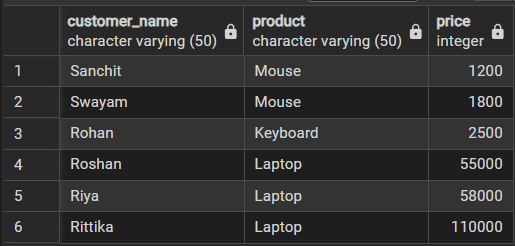 customer_name product price
character varying (50) character varying (50) integer
1 Sanchit Mouse 1200
2 Swayam Mouse 1800
3 Rohan Keyboard 2500
4 Roshan Laptop 55000
5 Riya Laptop 58000
6 Rittika Laptop 110000